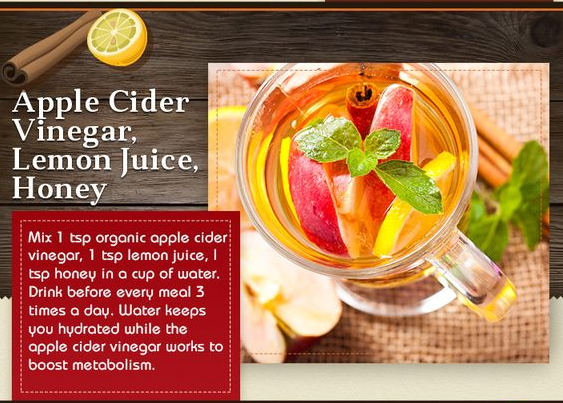 Apple Cider
Vinegar,
Lemon Juice,
Honey
Mix 1 tsp organic apple cider
vinegar, 1 tsp lemon juice, 1
tsp honey in a cup of water.
Drink before every meal 3
times a day. Water keeps
you hydrated while the
apple cider vinegar works to
boost metabolism.